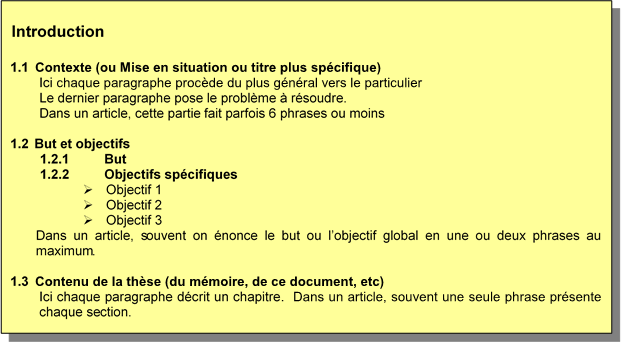 Introduction
1.1 Contexte (ou Mise en situation ou titre plus spécifique)
Ici chaque paragraphe procède du plus général vers le particulier
Le dernier paragraphe pose le problème à résoudre.
Dans un article, cette partie fait parfois 6 phrases ou moins
1.2 But et objectifs
1.2.1 But
1.2.2 Objectifs spécifiques
➢ Objectif 1
➢ Objectif 2
➢ Objectif 3
Dans un article, souvent on énonce le but ou l'objectif global en une ou deux phrases au
maximum.
1.3 Contenu de la thèse (du mémoire, de ce document, etc)
Ici chaque paragraphe décrit un chapitre. Dans un article, souvent une seule phrase présente
chaque section.